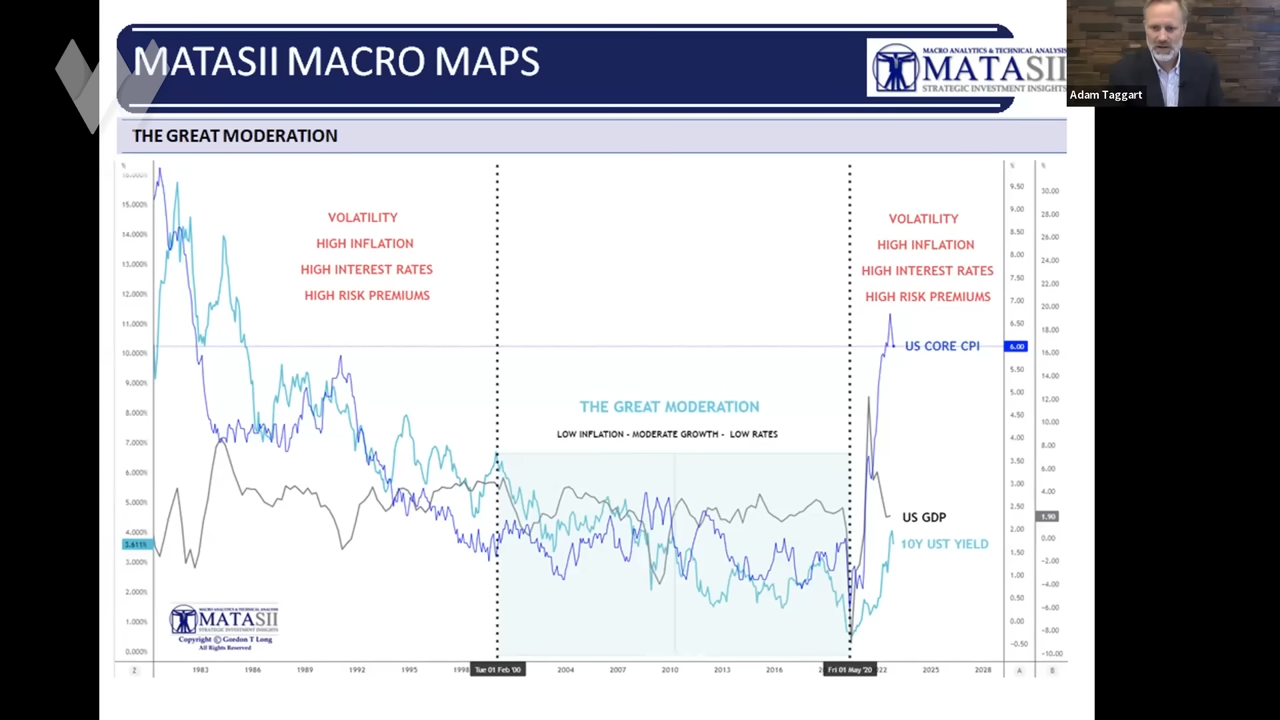 MATASII MACRO MAPS
MACRO ANALYTICS & TECHNICAL ANALYSIS
MATASII
STRATEGIC INVESTMENT INSIGHTS
Adam Taggart
THE GREAT MODERATION
%
% %
16.000%
15.000%
14.000%
13.000%
12.000%
11.000%
10.000%
9.000%
8.000%
7.000%
6.000%
5.000%
4.000%
3.611%
3.000%
2.000%
1.000%
0.000%
VOLATILITY
HIGH INFLATION
HIGH INTEREST RATES
HIGH RISK PREMIUMS
THE GREAT MODERATION
LOW INFLATION - MODERATE GROWTH - LOW RATES
VOLATILITY
HIGH INFLATION
HIGH INTEREST RATES
HIGH RISK PREMIUMS
US CORE CPI
US GDP
10Y UST YIELD
9.50
9.00
8.50
8.00
7.50
7.00
6.50
6.00
5.50
5.00
4.50
4.00
3.50
3.00
2.50
2.00
1.50
1.00
0.50
0.00
-0.50
30.00
28.00
26.00
24.00
22.00
20.00
18.00
16.00
14.00
12.00
10.00
8.00
6.00
4.00
1.90
0.00
-2.00
-4.00
-6.00
-8.00
-10.00
MACRO ANALYTICS & TECHNICAL ANALYSIS
MATASII
STRATEGIC INVESTMENT INSIGHTS
Copyright © Gordon T Long
All Rights Reserved
Z 1983 1986 1989 1992 1995 1998 Tue 01 Feb '00 2004 2007 2010 2013 2016 Fri 01 May '20 22 2025 2028 A B